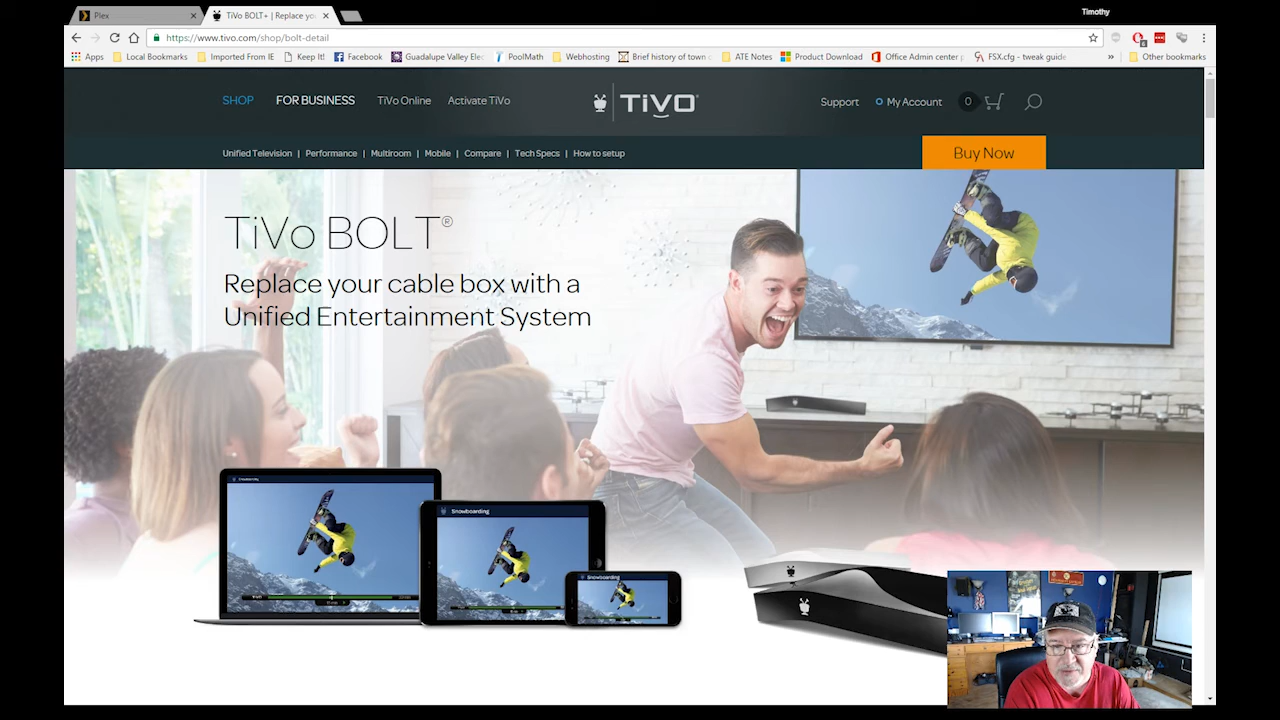 Timothy
Plex
TiVo BOLT+ | Replace you
https://www.tivo.com/shop/bolt-detail
Apps Local Bookmarks Imported From IE Keep It! Facebook Guadalupe Valley Elec PoolMath Webhosting Brief history of town ATE Notes Product Download Office Admin center FSX.cfg - tweak guide » Other bookmarks
SHOP FOR BUSINESS TiVo Online Activate TiVo TiVo Support My Account 0
Unified Television | Performance | Multiroom | Mobile | Compare | Tech Specs | How to setup Buy Now
TiVo BOLT®
Replace your cable box with a
Unified Entertainment System
Snowboarding
Snowboarding
Snowboarding